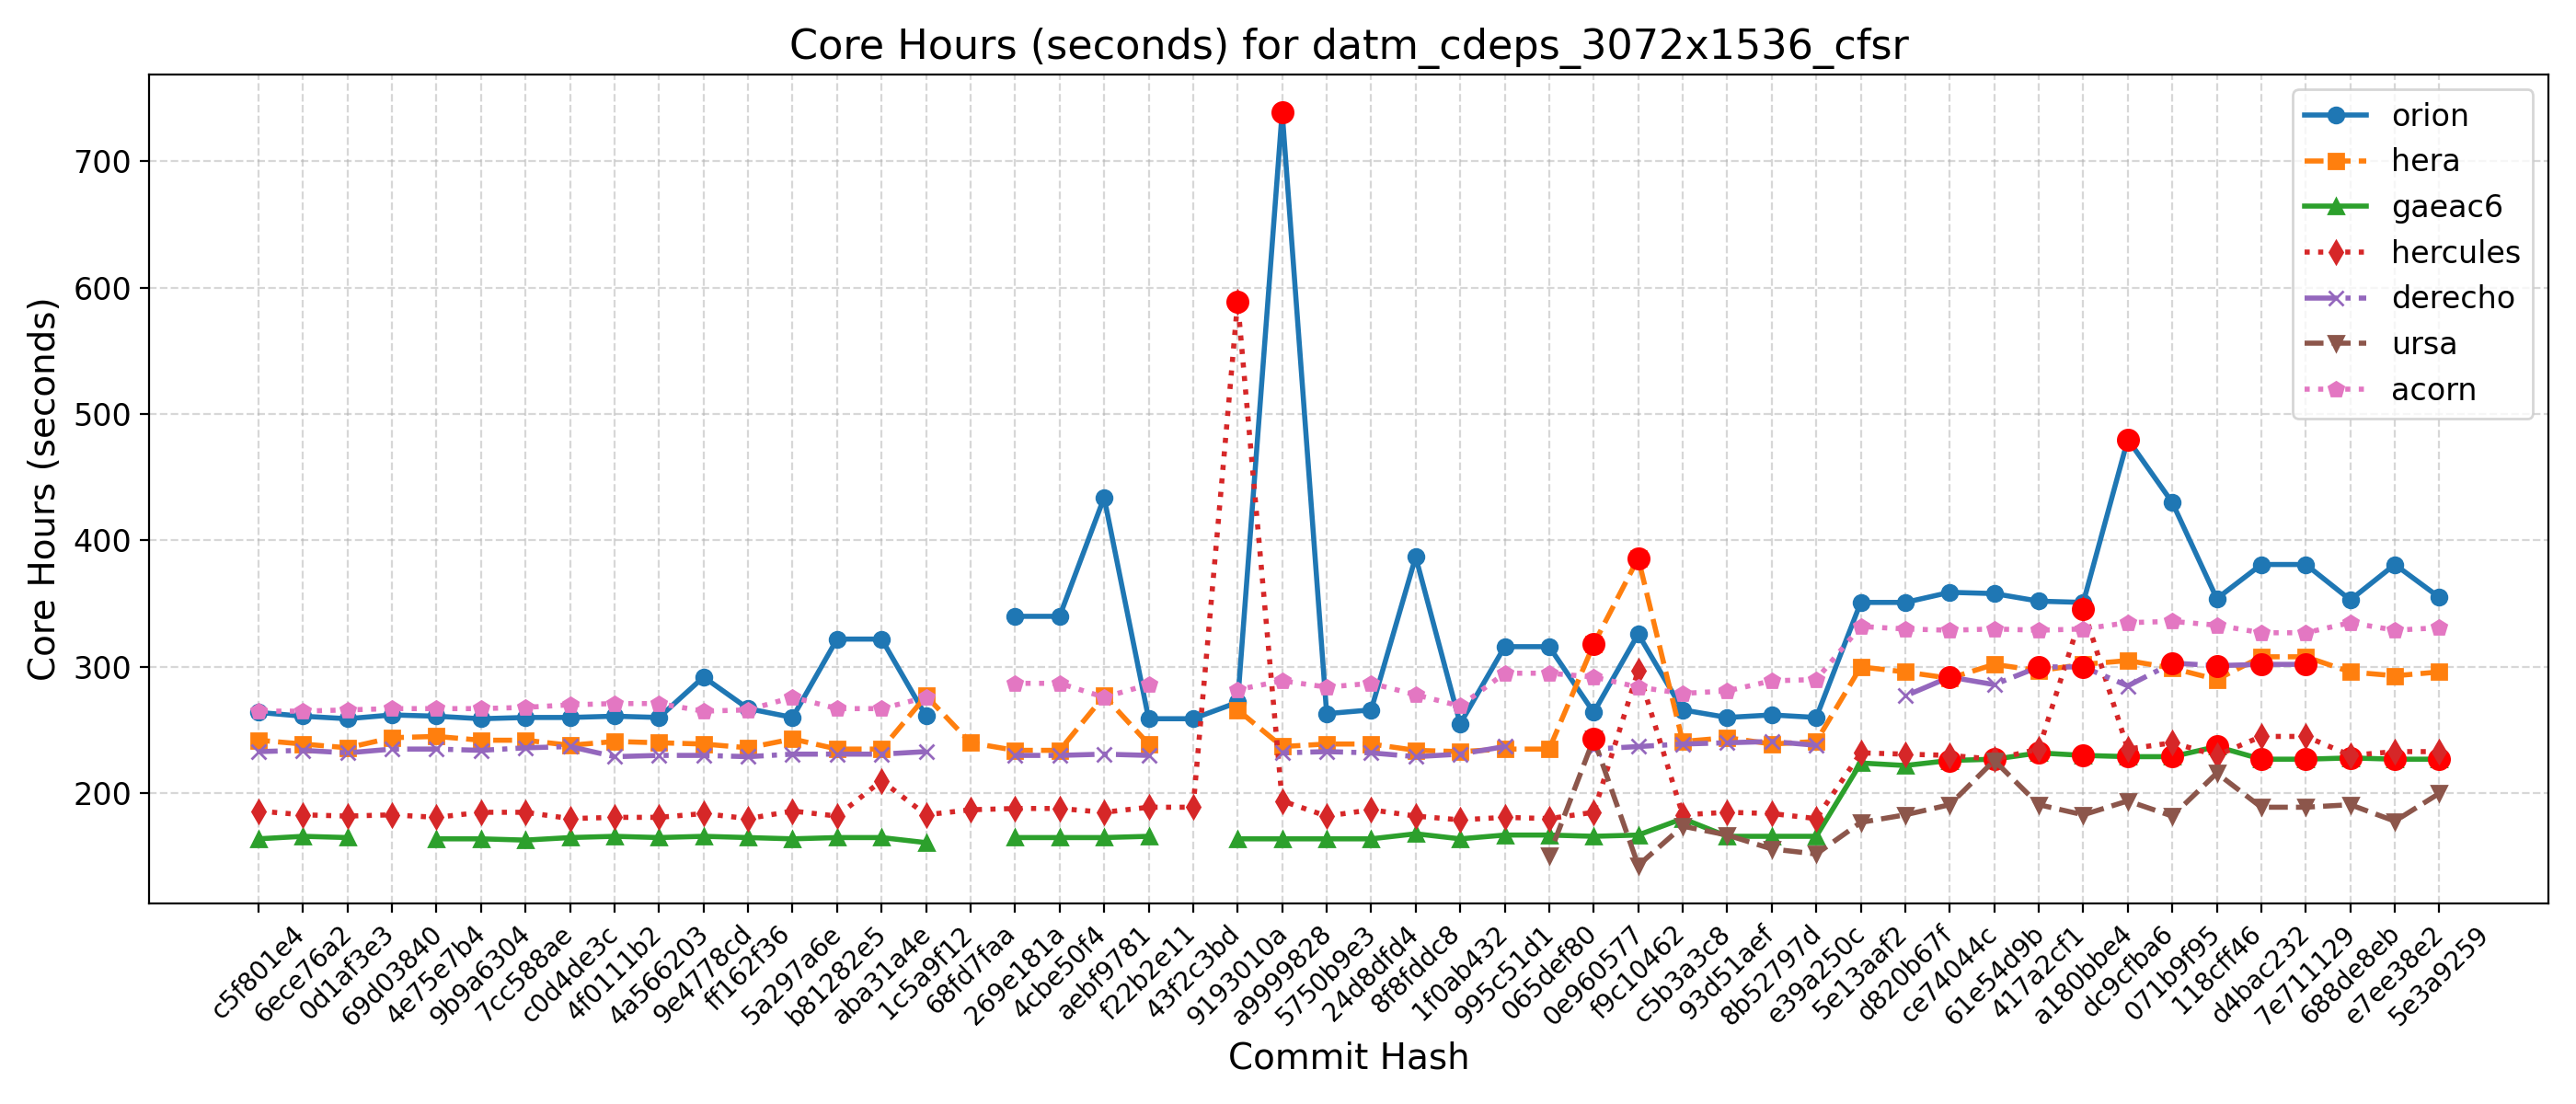 Core Hours (seconds) for datm_cdeps_3072x1536_cfsr
Core Hours (seconds)
700
600
500
400
300
200
orion
hera
gaeac6
hercules
derecho
ursa
acorn
c5f801e4
6ece76a2
0d1af3e3
69d03840
4e75e7b4
9b9a6304
7cc588ae
c0d4de3c
4f0111b2
4a566203
9e4778cd
ff162f36
5a297a6e
b81282e5
aba31a4e
1c5a9f12
68fd7faa
269e181a
4cbe50f4
aebf9781
f22b2e11
43f2c3bd
9193010a
a9999828
5750b9e3
24d8dfd4
8f8fddc8
1f0ab432
995c51d1
065def80
0e960577
f9c10462
c5b3a3c8
93d51aef
8b52797d
e39a250c
5e13aaf2
d820b67f
ce74044c
61e54d9b
417a2cf1
a180bbe4
dc9cfba6
071b9f95
118cff46
d4bac232
7e711129
688de8eb
e7ee38e2
5e3a9259
Commit Hash